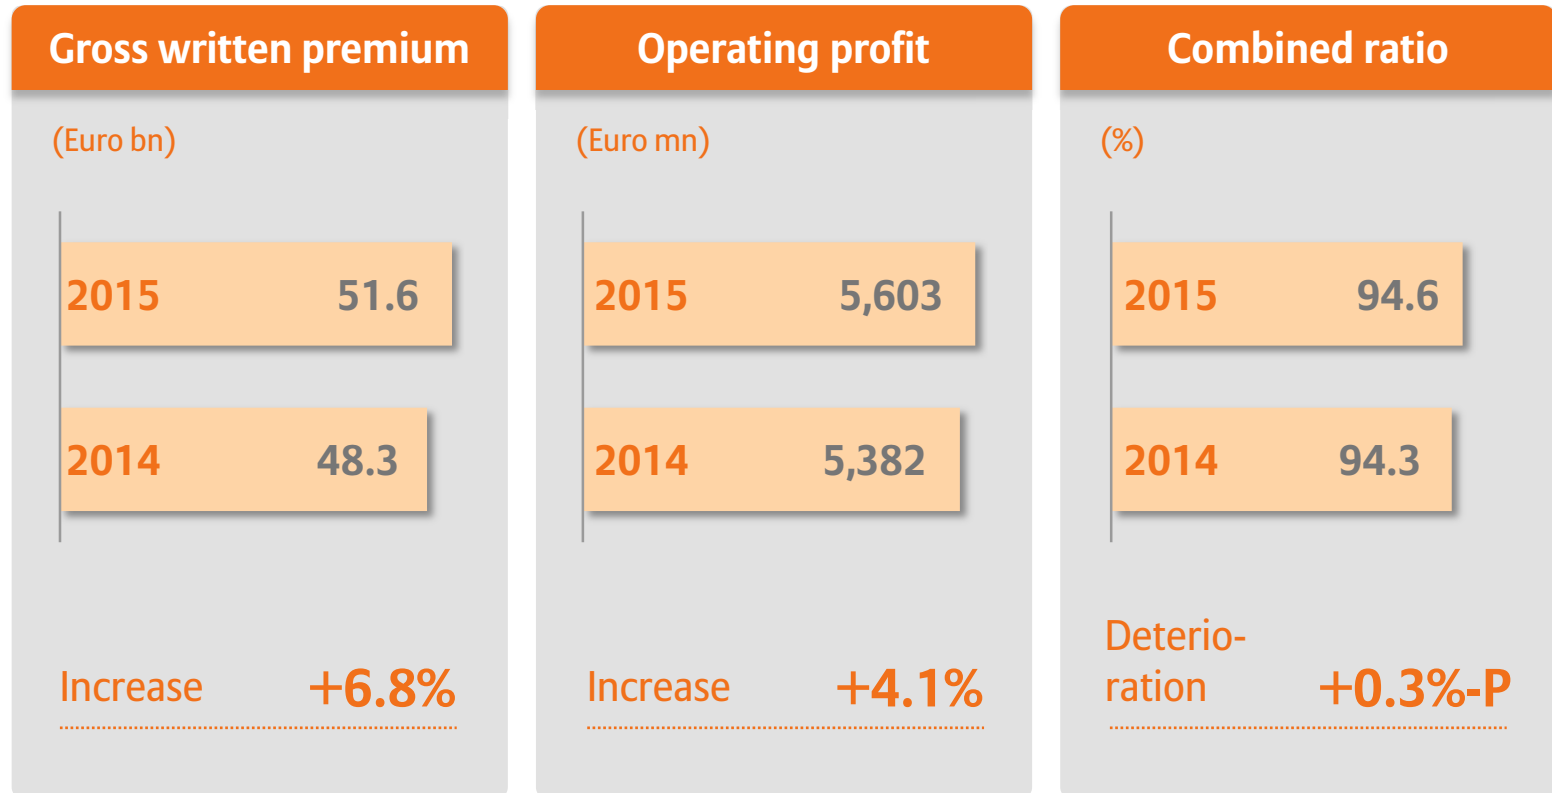 Gross written premium
(Euro bn)
2015 51.6
2014 48.3
Increase +6.8%
Operating profit
(Euro mn)
2015 5,603
2014 5,382
Increase +4.1%
Combined ratio
(%)
2015 94.6
2014 94.3
Deterio-
ration +0.3%-P